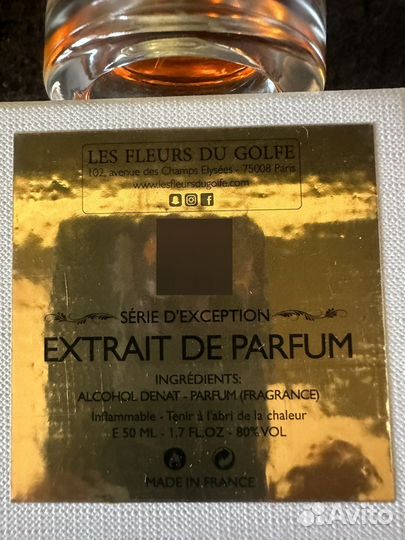 LES FLEURS DU GOLFE
102, avenue des Champs Elysées - 75008 Paris
www.lesfleursdugolfe.com
SÉRIE D'EXCEPTION
EXTRAIT DE PARFUM
INGRÉDIENTS:
ALCOHOL DENAT - PARFUM (FRAGRANCE)
Inflammable - Tenir à l'abri de la chaleur
E 50 ML - 1.7 FL.OZ - 80% VOL
MADE IN FRANCE
Avito